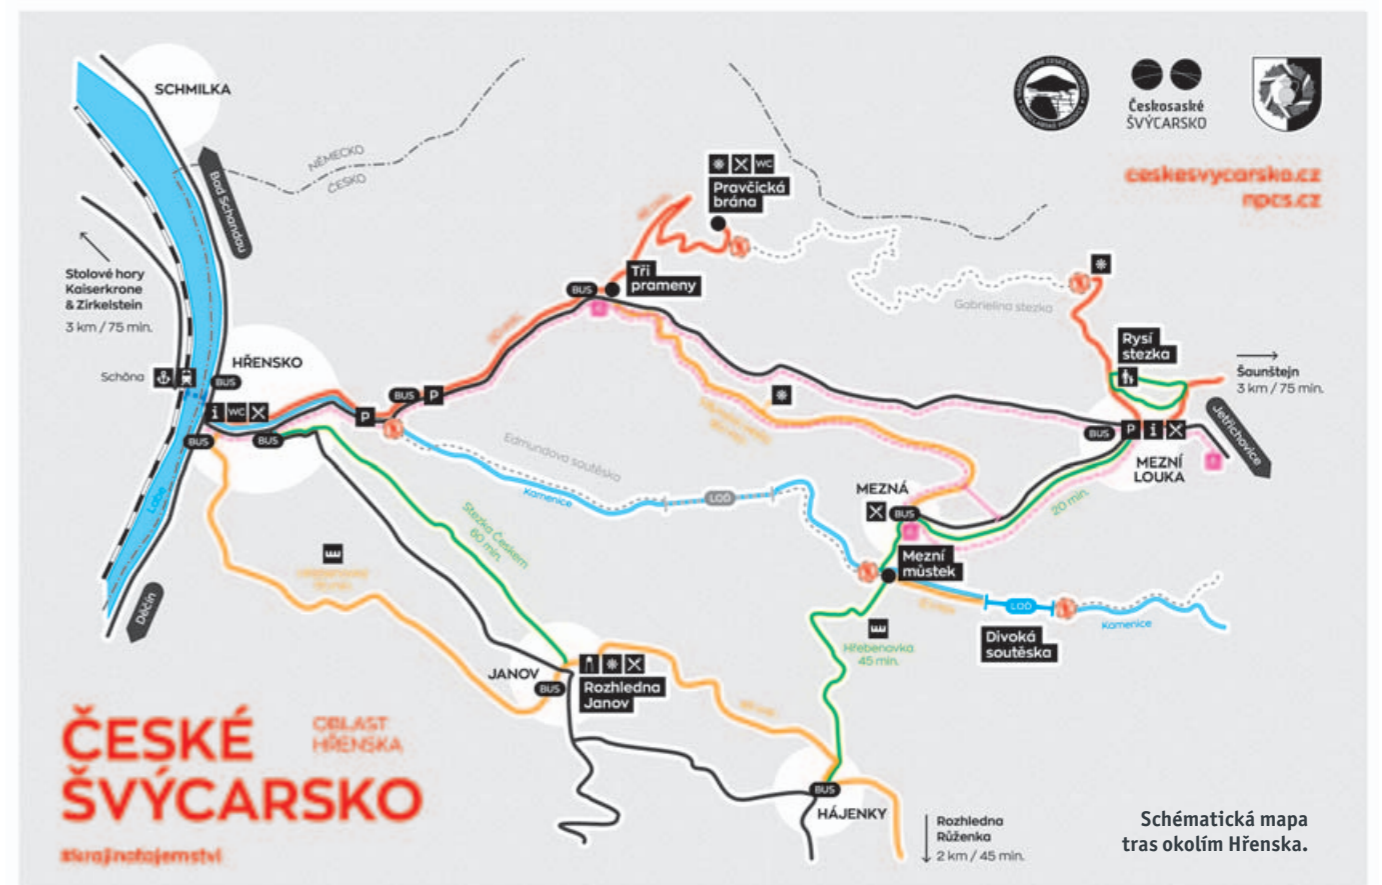 SCHMILKA
NĚMECKO
ČESKO
Bad Schandau
Českosaské
ŠVÝCARSKO
ceskesvycarsko.cz
npcs.cz
WC
Pravčická
brána
Stolové hory
Kaiserkrone
& Zirkelstein
3 km / 75 min.
BUS
Tři
prameny
Gabrielina stezka
Rysí
stezka
Šaunštejn
3 km / 75 min.
Jetřichovice
HŘENSKO
Schöna
BUS
i WC
BUS
BUS
P
BUS
P
BUS
P i
MEZNÍ
LOUKA
Edmundova soutěska
Kamenice
LOĎ
MEZNÁ
BUS
20 min.
Labe
Stezka Českem
60 min.
Mezní
můstek
LOĎ
Kamenice
Divoká
soutěska
Hřebenovka
45 min.
Děčín
JANOV
BUS
Rozhledna
Janov
ČESKÉ
ŠVÝCARSKO
OBLAST
HŘENSKA
#krajinatajemství
BUS
HÁJENKY
Rozhledna
Růženka
2 km / 45 min.
Schématická mapa
tras okolím Hřenska.